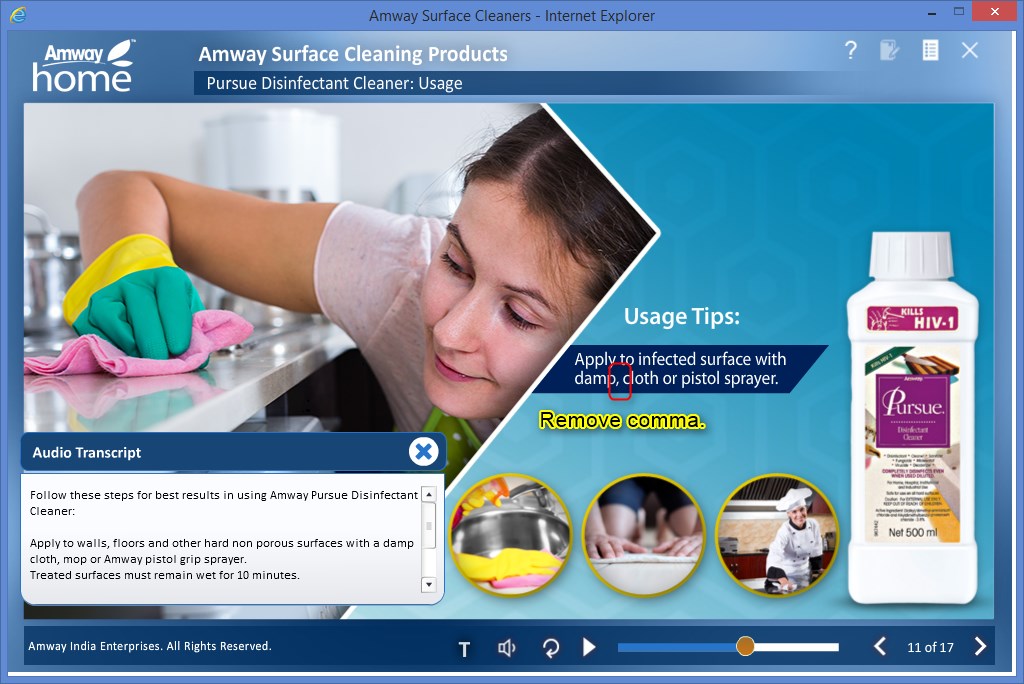 Amway Surface Cleaners - Internet Explorer
Amway™
home
Amway Surface Cleaning Products
Pursue Disinfectant Cleaner: Usage
?
Usage Tips:
Apply to infected surface with
damp, cloth or pistol sprayer.
Remove comma.
KILLS
HIV-1
Kills HIV-1
Amway
Pursue.
Disinfectant
Cleaner
Net 500 ml
Audio Transcript
Follow these steps for best results in using Amway Pursue Disinfectant
Cleaner:
Apply to walls, floors and other hard non porous surfaces with a damp
cloth, mop or Amway pistol grip sprayer.
Treated surfaces must remain wet for 10 minutes.
Amway India Enterprises. All Rights Reserved.
T
11 of 17